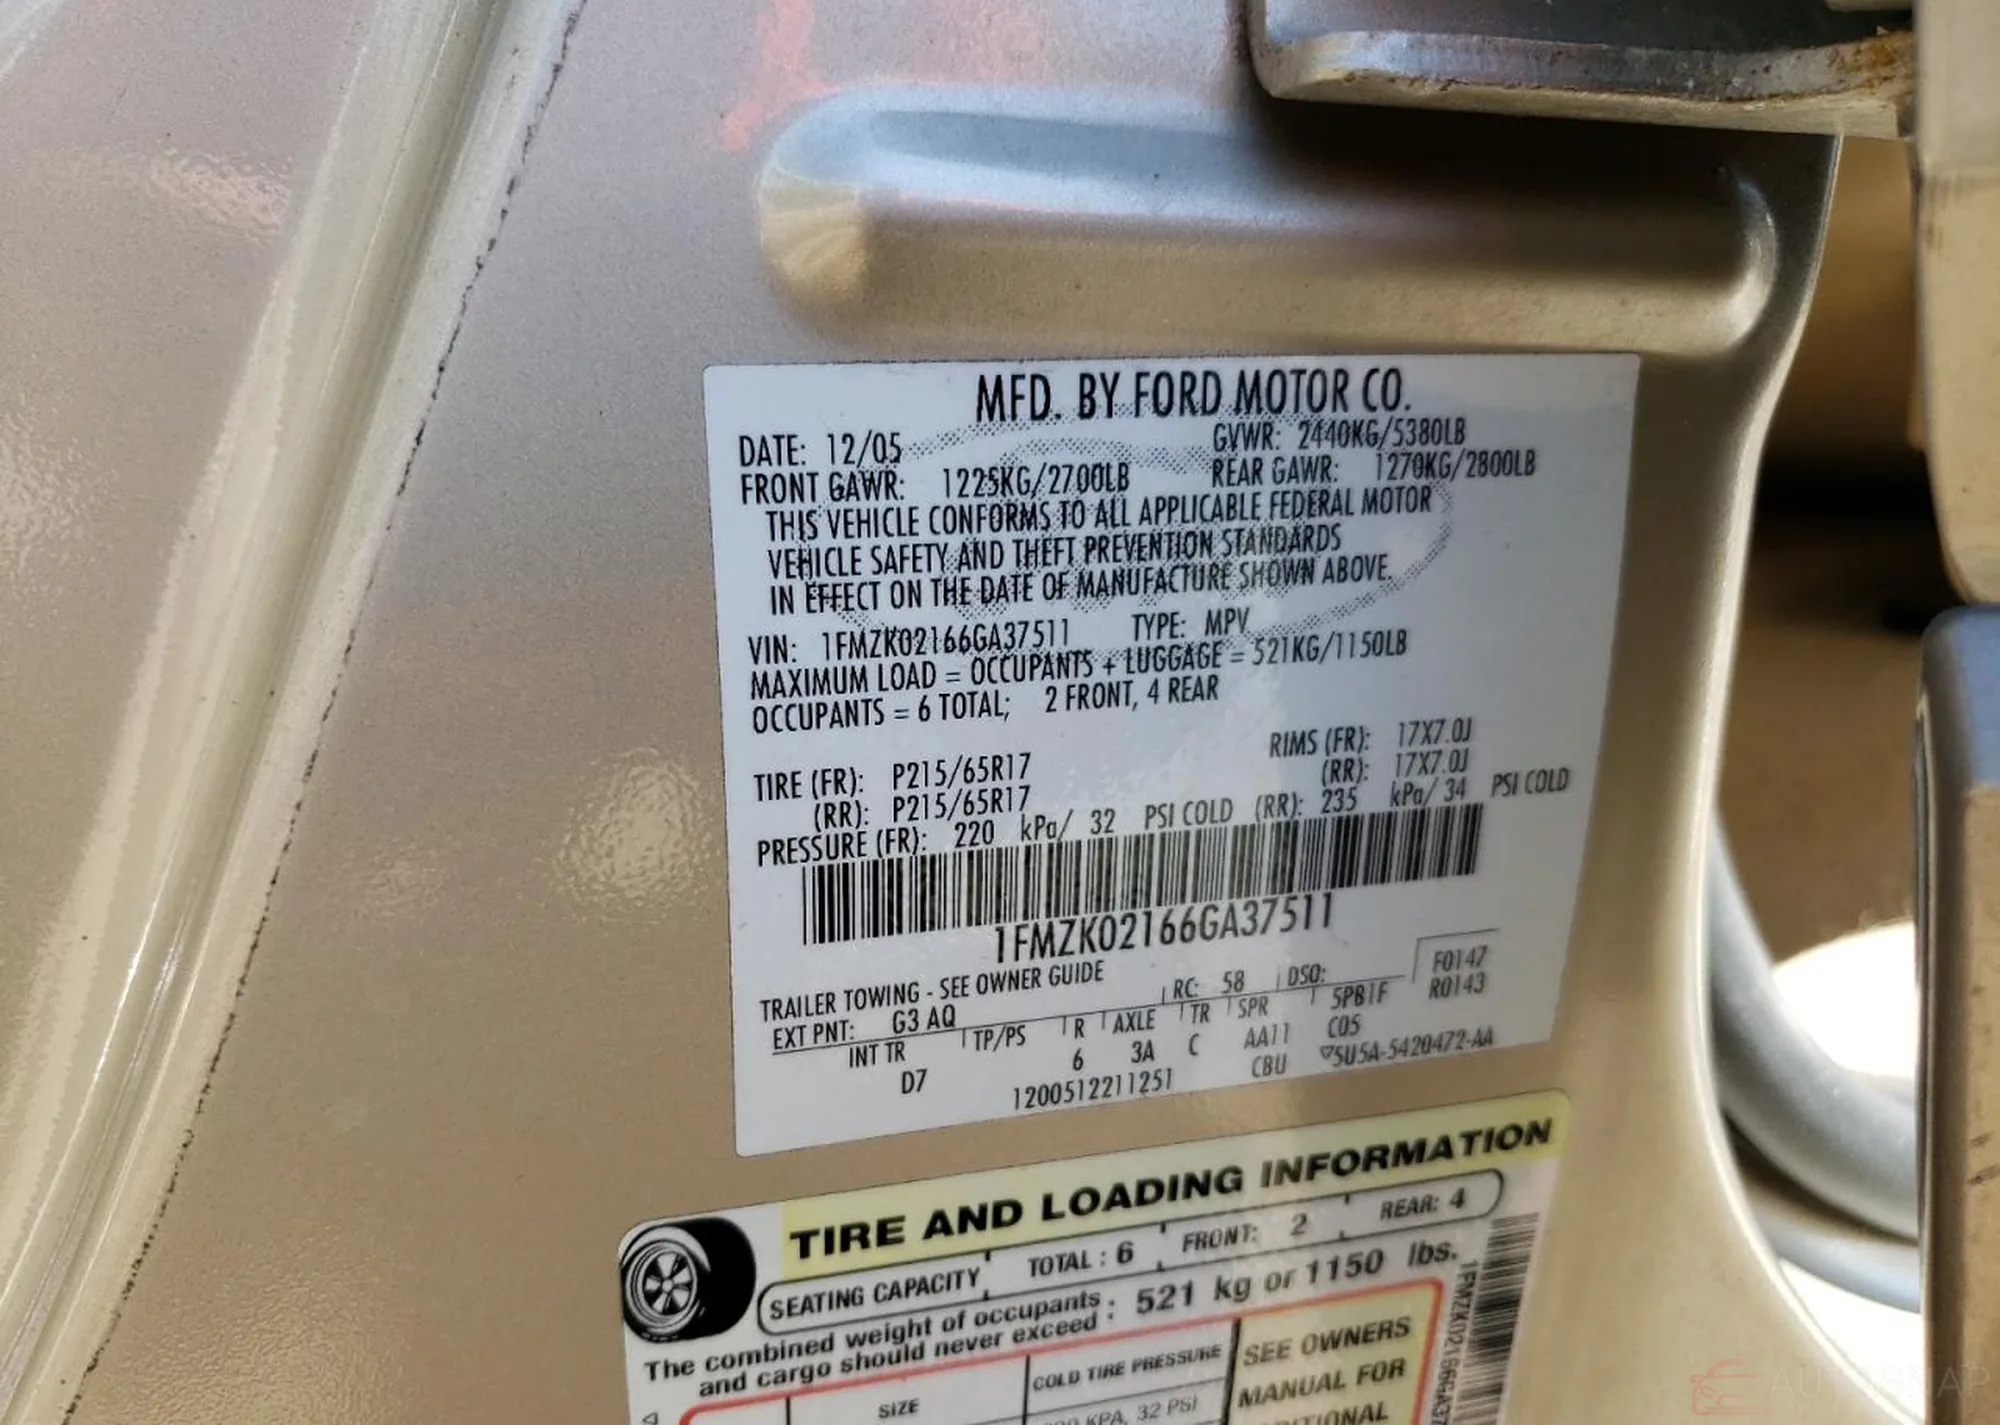 MFD. BY FORD MOTOR CO.
DATE: 12/05 GVWR: 2440KG/5380LB
FRONT GAWR: 1225KG/2700LB REAR GAWR: 1270KG/2800LB
THIS VEHICLE CONFORMS TO ALL APPLICABLE FEDERAL MOTOR
VEHICLE SAFETY AND THEFT PREVENTION STANDARDS
IN EFFECT ON THE DATE OF MANUFACTURE SHOWN ABOVE.
VIN: 1FMZK02166GA37511 TYPE: MPV
MAXIMUM LOAD = OCCUPANTS + LUGGAGE = 521KG/1150LB
OCCUPANTS = 6 TOTAL; 2 FRONT, 4 REAR
TIRE (FR): P215/65R17 RIMS (FR): 17X7.0J
(RR): P215/65R17 (RR): 17X7.0J
PRESSURE (FR): 220 kPa/ 32 PSI COLD (RR): 235 kPa/ 34 PSI COLD
1FMZK02166GA37511
TRAILER TOWING - SEE OWNER GUIDE RC: 58 DSO: F0147
EXT PNT: G3 AQ R0143
INT TR TP/PS R AXLE TR SPR 5PB1F
D7 6 3A C AA11 C05
1200512211251 CBU ▽5U5A-5420472-AA
TIRE AND LOADING INFORMATION
SEATING CAPACITY TOTAL : 6 FRONT: 2 REAR: 4
The combined weight of occupants
and cargo should never exceed : 521 kg or 1150 lbs.
SIZE COLD TIRE PRESSURE SEE OWNERS
KPA, 32 PSI MANUAL FOR
1FMZK02166GA37
AUTOSNAP